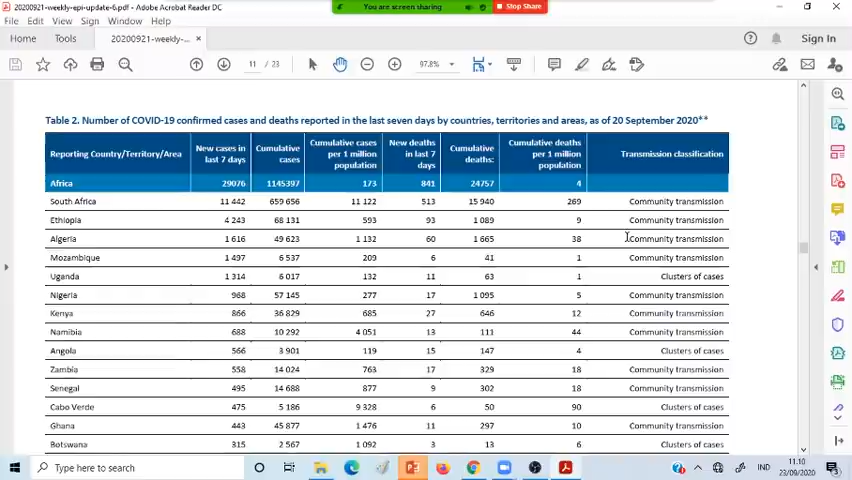 20200921-weekly-epi-update-6.pdf - Adobe Acrobat Reader DC
You are screen sharing
Stop Share
File Edit View Sign Window Help
Home Tools 20200921-weekly-... × Sign In
11 / 23 97.8%
Table 2. Number of COVID-19 confirmed cases and deaths reported in the last seven days by countries, territories and areas, as of 20 September 2020**
Reporting Country/Territory/Area New cases in last 7 days Cumulative cases Cumulative cases per 1 million population New deaths in last 7 days Cumulative deaths: Cumulative deaths per 1 million population Transmission classification
Africa 29076 1145397 173 841 24757 4
South Africa 11 442 659 656 11 122 513 15 940 269 Community transmission
Ethiopia 4 243 68 131 593 93 1 089 9 Community transmission
Algeria 1 616 49 623 1 132 60 1 665 38 Community transmission
Mozambique 1 497 6 537 209 6 41 1 Community transmission
Uganda 1 314 6 017 132 11 63 1 Clusters of cases
Nigeria 968 57 145 277 17 1 095 5 Community transmission
Kenya 866 36 829 685 27 646 12 Community transmission
Namibia 688 10 292 4 051 13 111 44 Community transmission
Angola 566 3 901 119 15 147 4 Clusters of cases
Zambia 558 14 024 763 17 329 18 Community transmission
Senegal 495 14 688 877 9 302 18 Community transmission
Cabo Verde 475 5 186 9 328 6 50 90 Clusters of cases
Ghana 443 45 877 1 476 11 297 10 Community transmission
Botswana 315 2 567 1 092 3 13 6 Clusters of cases
Type here to search
IND
11.10
23/09/2020